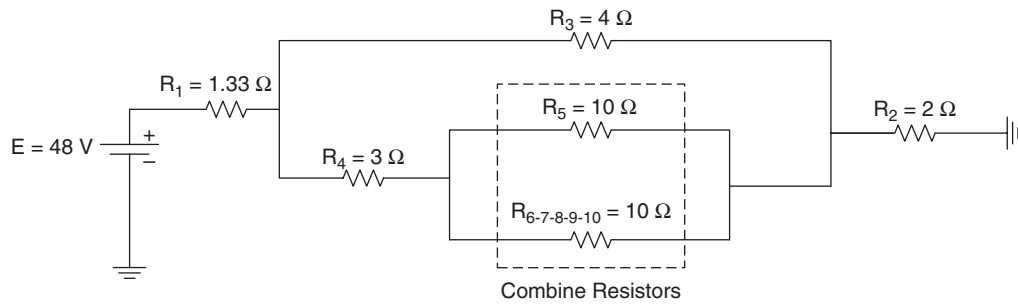 R₃ = 4 Ω
R₁ = 1.33 Ω
R₅ = 10 Ω
R₂ = 2 Ω
+
E = 48 V
−
R₄ = 3 Ω
R₆₋₇₋₈₋₉₋₁₀ = 10 Ω
Combine Resistors